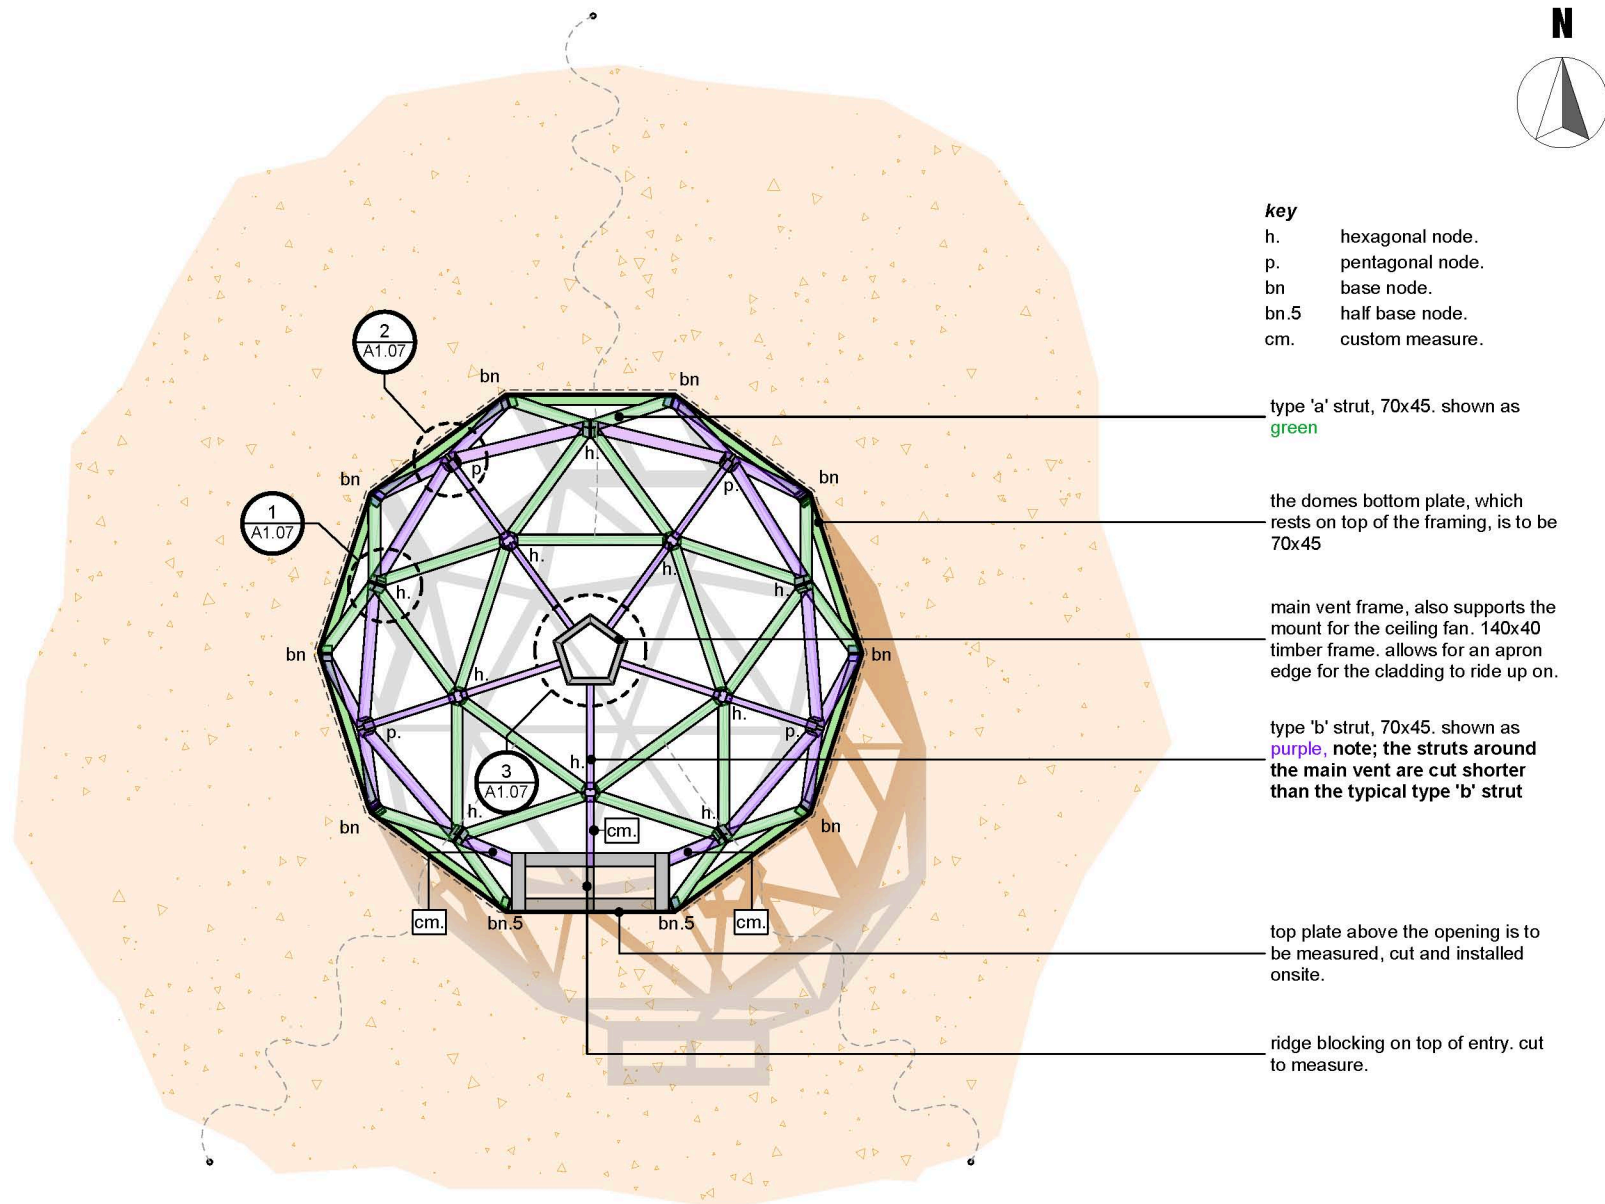 N
key
h. hexagonal node.
p. pentagonal node.
bn base node.
bn.5 half base node.
cm. custom measure.
2
A1.07
bn
bn
type 'a' strut, 70x45. shown as
green
h.
p.
p.
bn
bn
the domes bottom plate, which
rests on top of the framing, is to be
70x45
1
A1.07
h.
h.
h.
h.
main vent frame, also supports the
mount for the ceiling fan. 140x40
timber frame. allows for an apron
edge for the cladding to ride up on.
bn
bn
h.
h.
p.
p.
type 'b' strut, 70x45. shown as
purple, note; the struts around
the main vent are cut shorter
than the typical type 'b' strut
h.
3
A1.07
h.
h.
bn
cm.
bn
cm.
bn.5
bn.5
cm.
top plate above the opening is to
be measured, cut and installed
onsite.
ridge blocking on top of entry. cut
to measure.